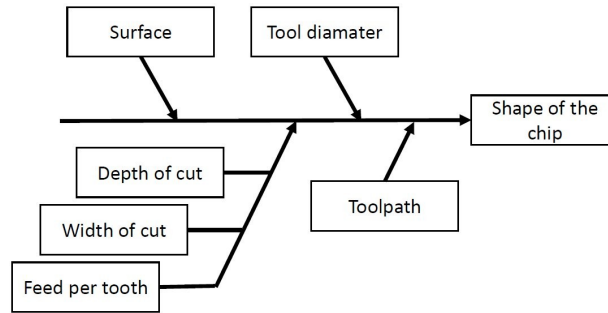 Surface
Tool diamater
Shape of the
chip
Depth of cut
Toolpath
Width of cut
Feed per tooth